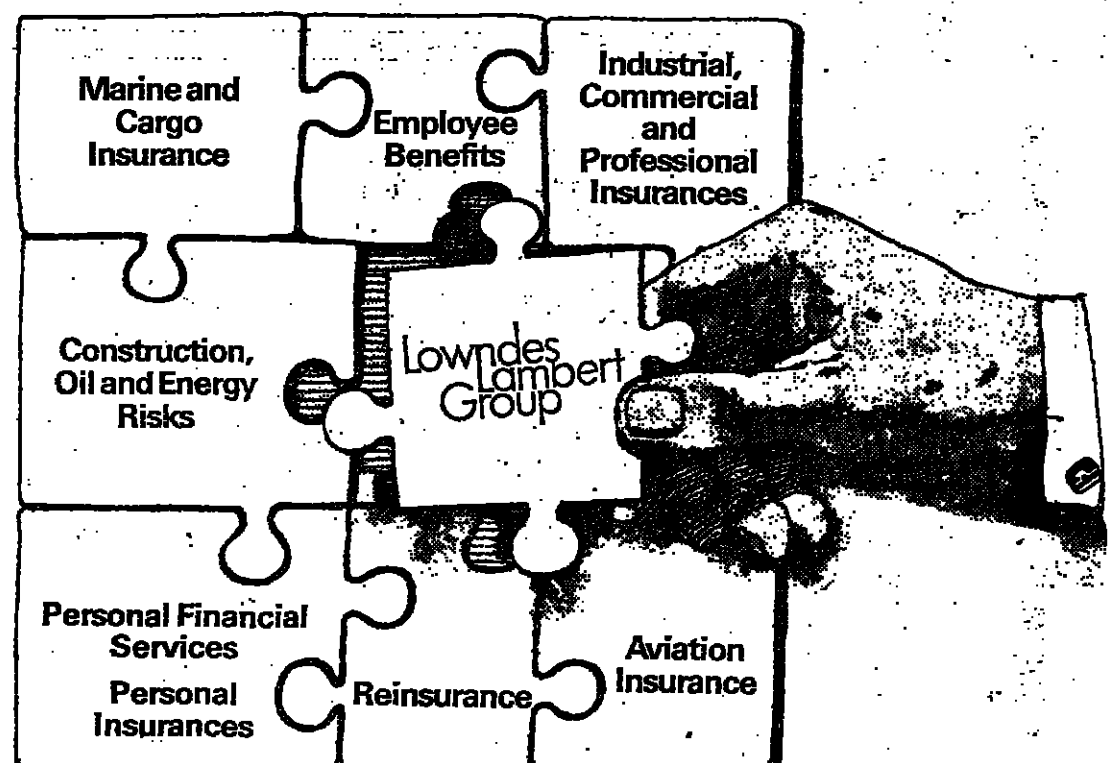 Marine and
Cargo
Insurance
Employee
Benefits
Industrial,
Commercial
and
Professional
Insurances
Construction,
Oil and Energy
Risks
Lowndes
Lambert
Group
Personal Financial
Services
Personal
Insurances
Reinsurance
Aviation
Insurance